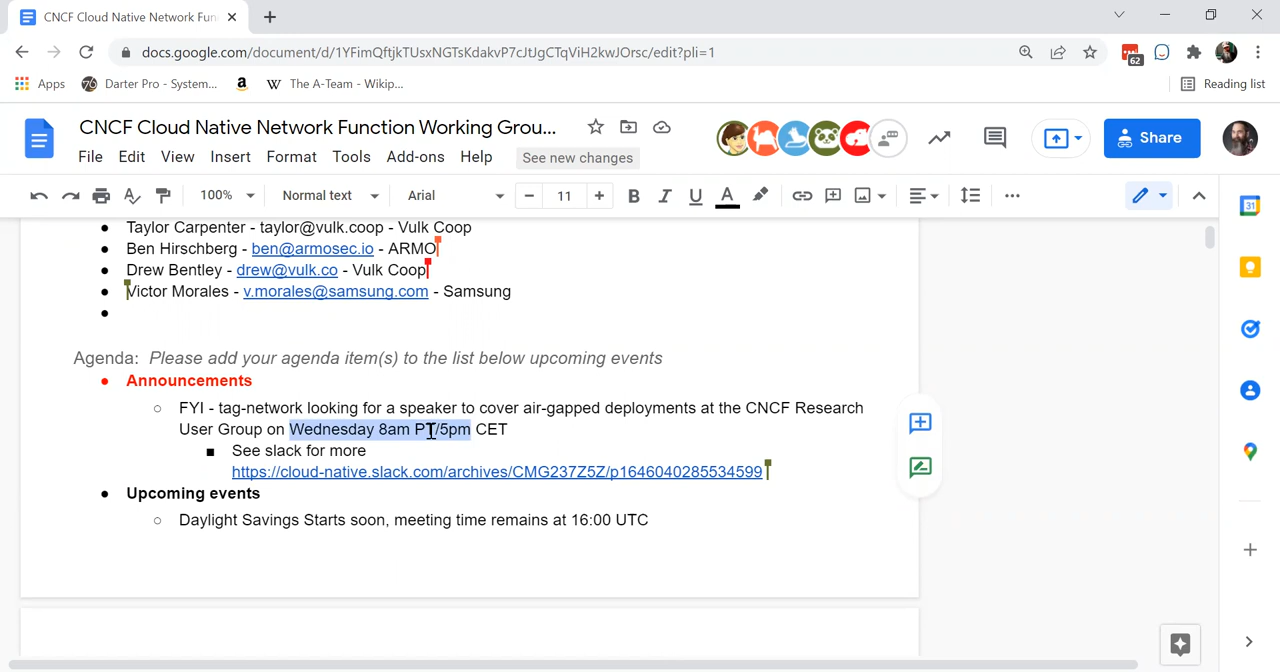 CNCF Cloud Native Network Fun
docs.google.com/document/d/1YFimQftjkTUsxNGTsKdakvP7cJtJgCTqViH2kwJOrsc/edit?pli=1
62
Apps
Darter Pro - System...
The A-Team - Wikip...
Reading list
CNCF Cloud Native Network Function Working Grou...
Share
File Edit View Insert Format Tools Add-ons Help See new changes
100% Normal text Arial 11
31
Taylor Carpenter - taylor@vulk.coop - Vulk Coop
Ben Hirschberg - ben@armosec.io - ARMO
Drew Bentley - drew@vulk.co - Vulk Coop
Victor Morales - v.morales@samsung.com - Samsung
Agenda: Please add your agenda item(s) to the list below upcoming events
Announcements
FYI - tag-network looking for a speaker to cover air-gapped deployments at the CNCF Research
User Group on Wednesday 8am PT/5pm CET
See slack for more
https://cloud-native.slack.com/archives/CMG237Z5Z/p1646040285534599
Upcoming events
Daylight Savings Starts soon, meeting time remains at 16:00 UTC